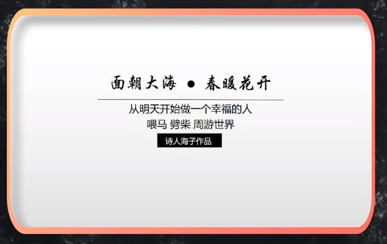 面朝大海 ● 春暖花开
从明天开始做一个幸福的人
喂马 劈柴 周游世界
诗人海子作品